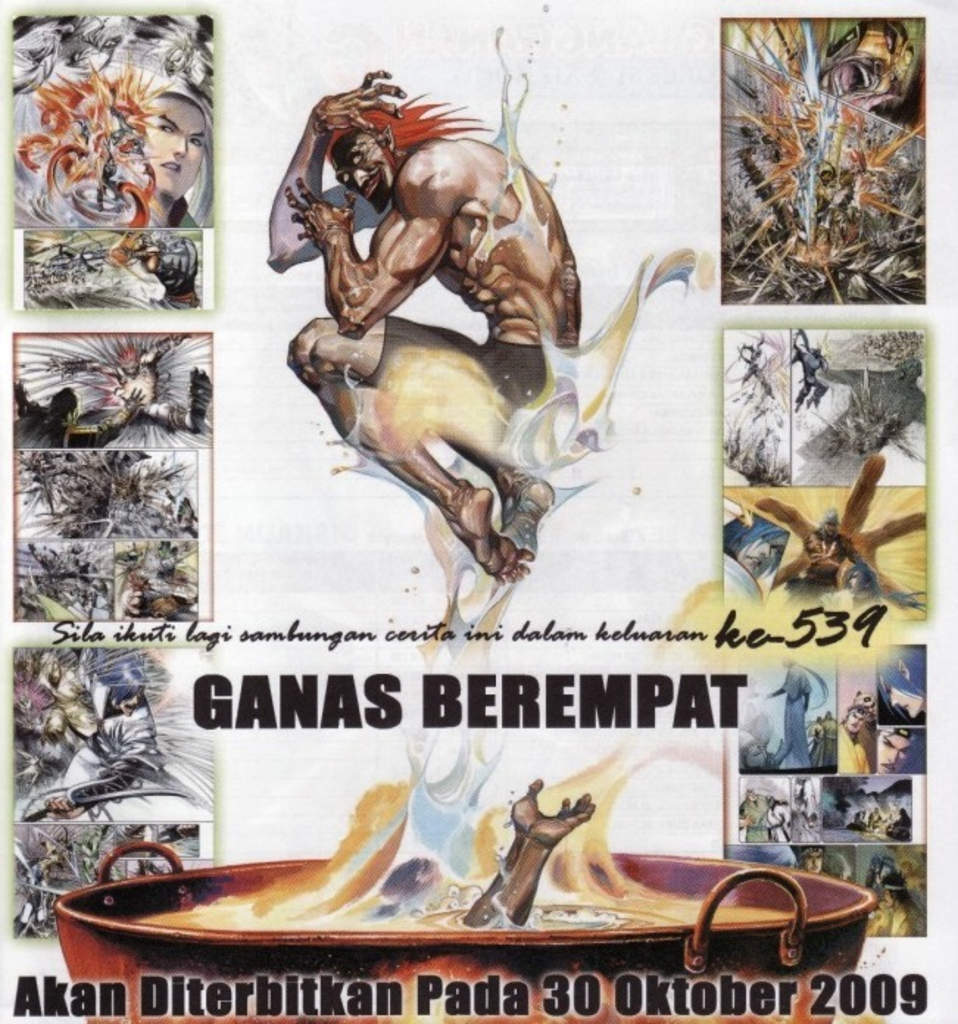 Sila ikuti lagi sambungan cerita ini dalam keluaran ke-539
GANAS BEREMPAT
Akan Diterbitkan Pada 30 Oktober 2009